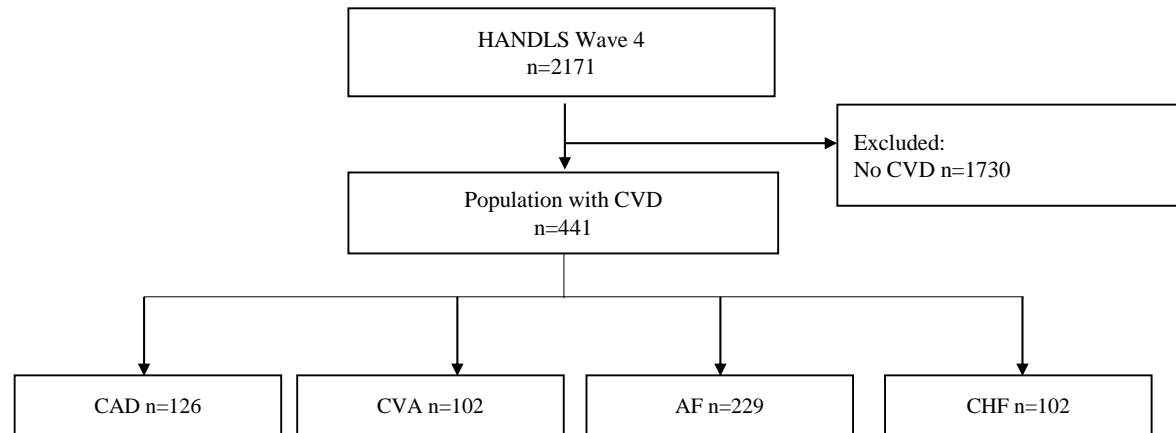 HANDLS Wave 4
n=2171
Excluded:
No CVD n=1730
Population with CVD
n=441
CAD n=126
CVA n=102
AF n=229
CHF n=102